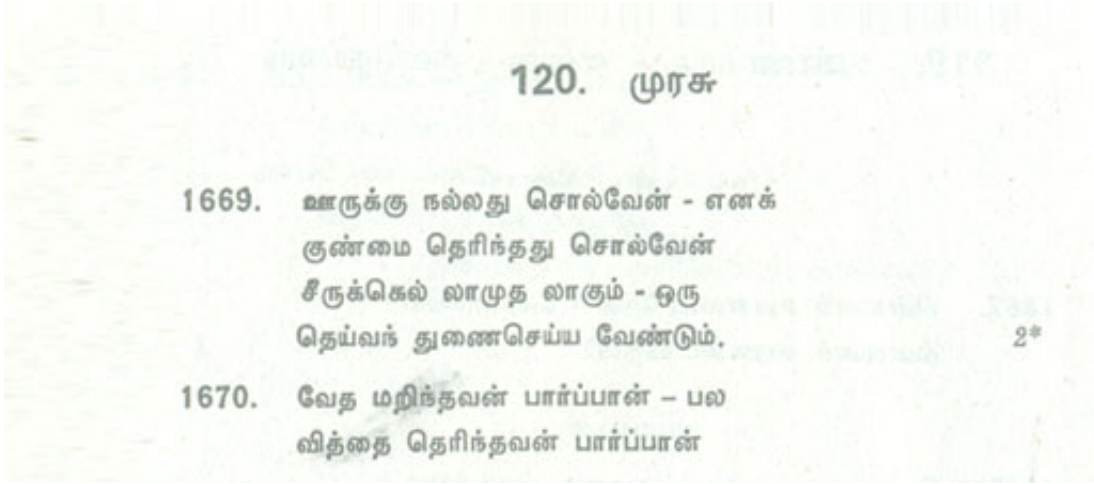 120. முரசு
1669. ஊருக்கு நல்லது சொல்வேன் - எனக்
குண்மை தெரிந்தது சொல்வேன்
சீருக்கெல் லாமுத லாகும் - ஒரு
தெய்வந் துணைசெய்ய வேண்டும். 2*
1670. வேத மறிந்தவன் பார்ப்பான் – பல
வித்தை தெரிந்தவன் பார்ப்பான்